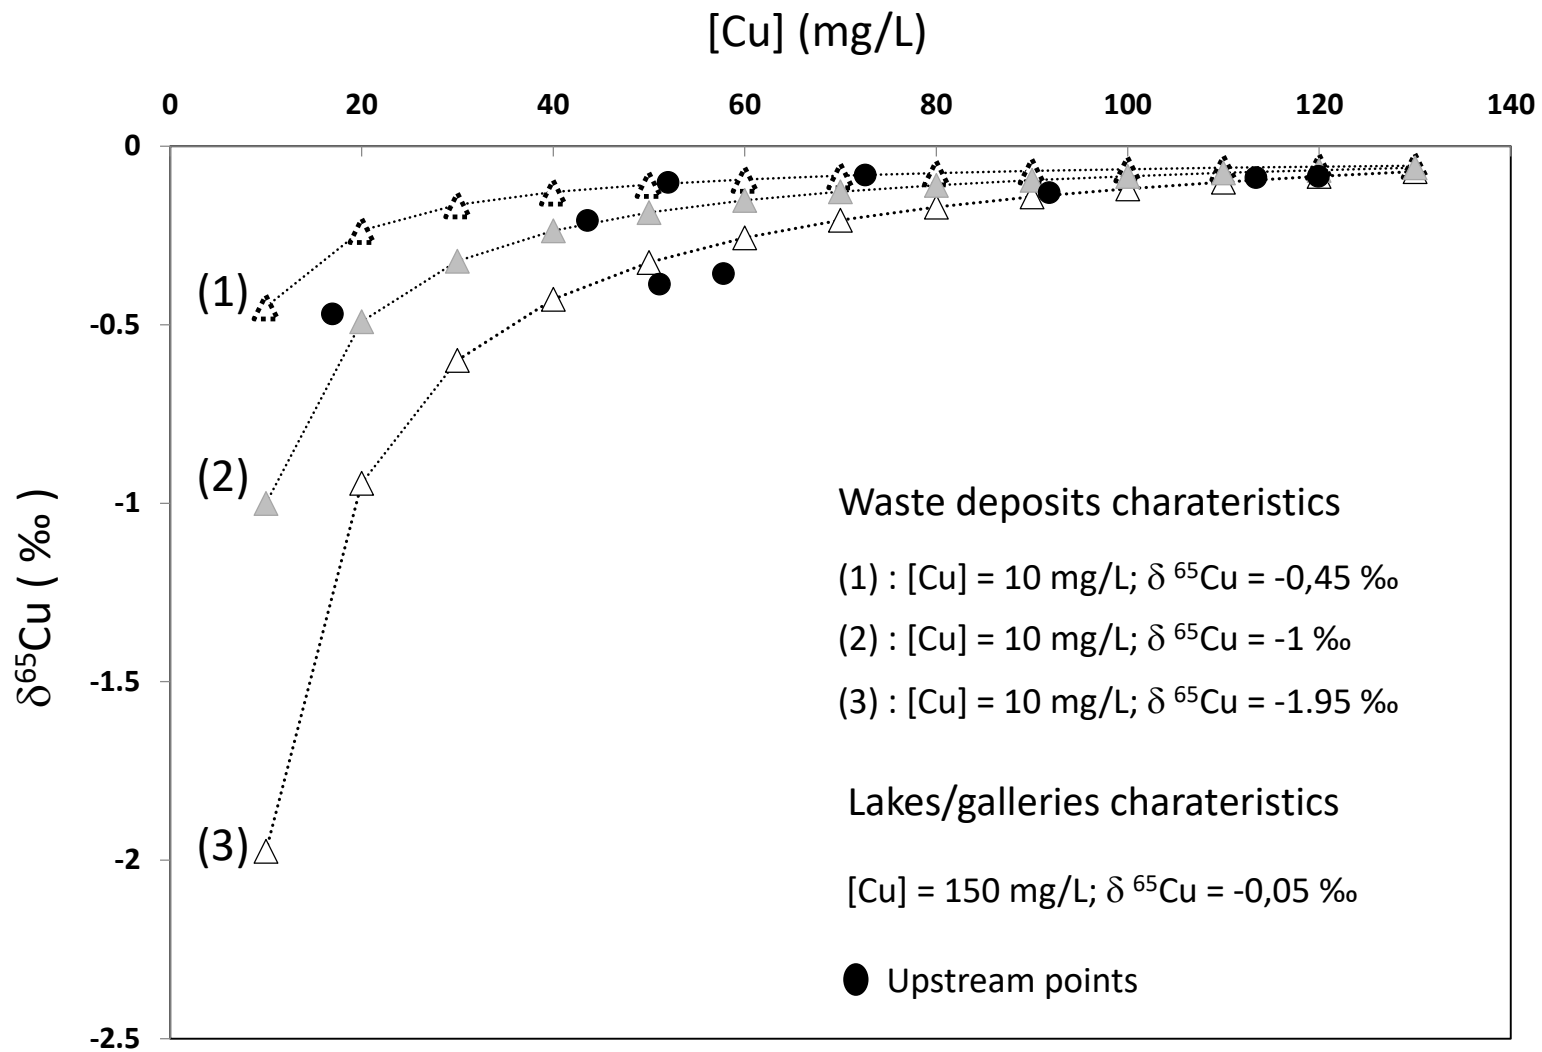 [Cu] (mg/L)
0 20 40 60 80 100 120 140
0
-0.5
-1
-1.5
-2
-2.5
δ65Cu ( ‰ )
(1)
(2)
(3)
Waste deposits charateristics
(1) : [Cu] = 10 mg/L; δ 65Cu = -0,45 ‰
(2) : [Cu] = 10 mg/L; δ 65Cu = -1 ‰
(3) : [Cu] = 10 mg/L; δ 65Cu = -1.95 ‰
Lakes/galleries charateristics
[Cu] = 150 mg/L; δ 65Cu = -0,05 ‰
Upstream points